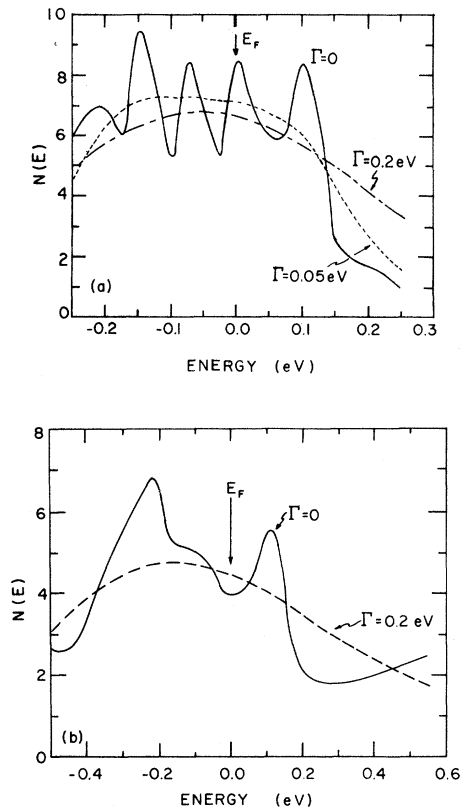 10
8
6
4
2
0
N(E)
E_F
Γ=0
Γ=0.2eV
Γ=0.05eV
(a)
-0.2 -0.1 0.0 0.1 0.2 0.3
ENERGY (eV)
8
6
4
2
0
N(E)
E_F
Γ=0
Γ=0.2 eV
(b)
-0.4 -0.2 0.0 0.2 0.4 0.6
ENERGY (eV)